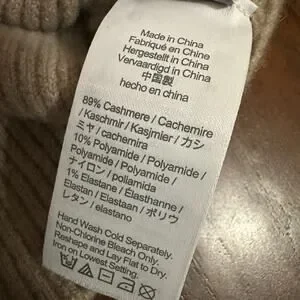 Made in China
Fabriqué en Chine
Hergestellt in China
Vervaardigd in China
中国製
hecho en china
89% Cashmere / Cachemire
/ Kaschmir / Kasjmier / カシ
ミヤ / cachemira
10% Polyamide / Polyamide /
Polyamide / Polyamide /
ナイロン / poliamida
1% Elastane / Élasthanne /
Elastan / Elastaan / ポリウ
レタン / elastano
Hand Wash Cold Separately.
Non-Chlorine Bleach Only.
Reshape and Lay Flat to Dry.
Iron on Lowest Setting.